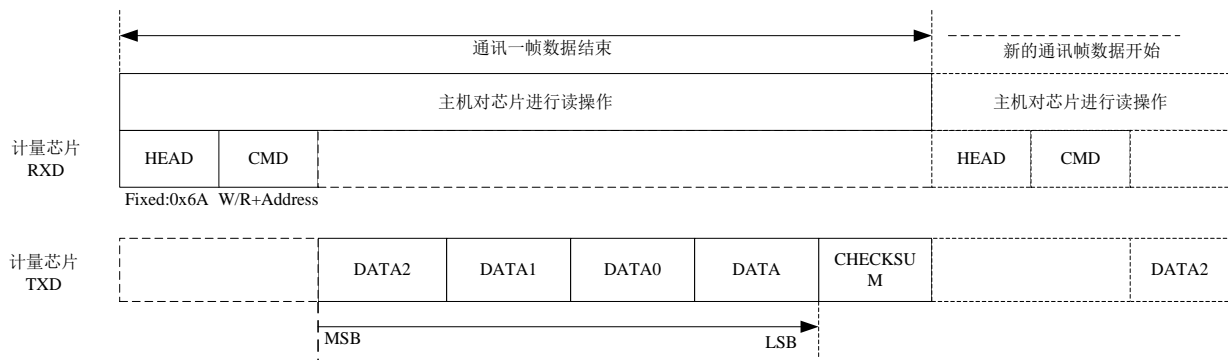 通讯一帧数据结束
新的通讯帧数据开始
主机对芯片进行读操作
主机对芯片进行读操作
计量芯片
RXD
HEAD
CMD
HEAD
CMD
Fixed:0x6A
W/R+Address
计量芯片
TXD
DATA2
DATA1
DATA0
DATA
CHECKSU
M
DATA2
MSB
LSB